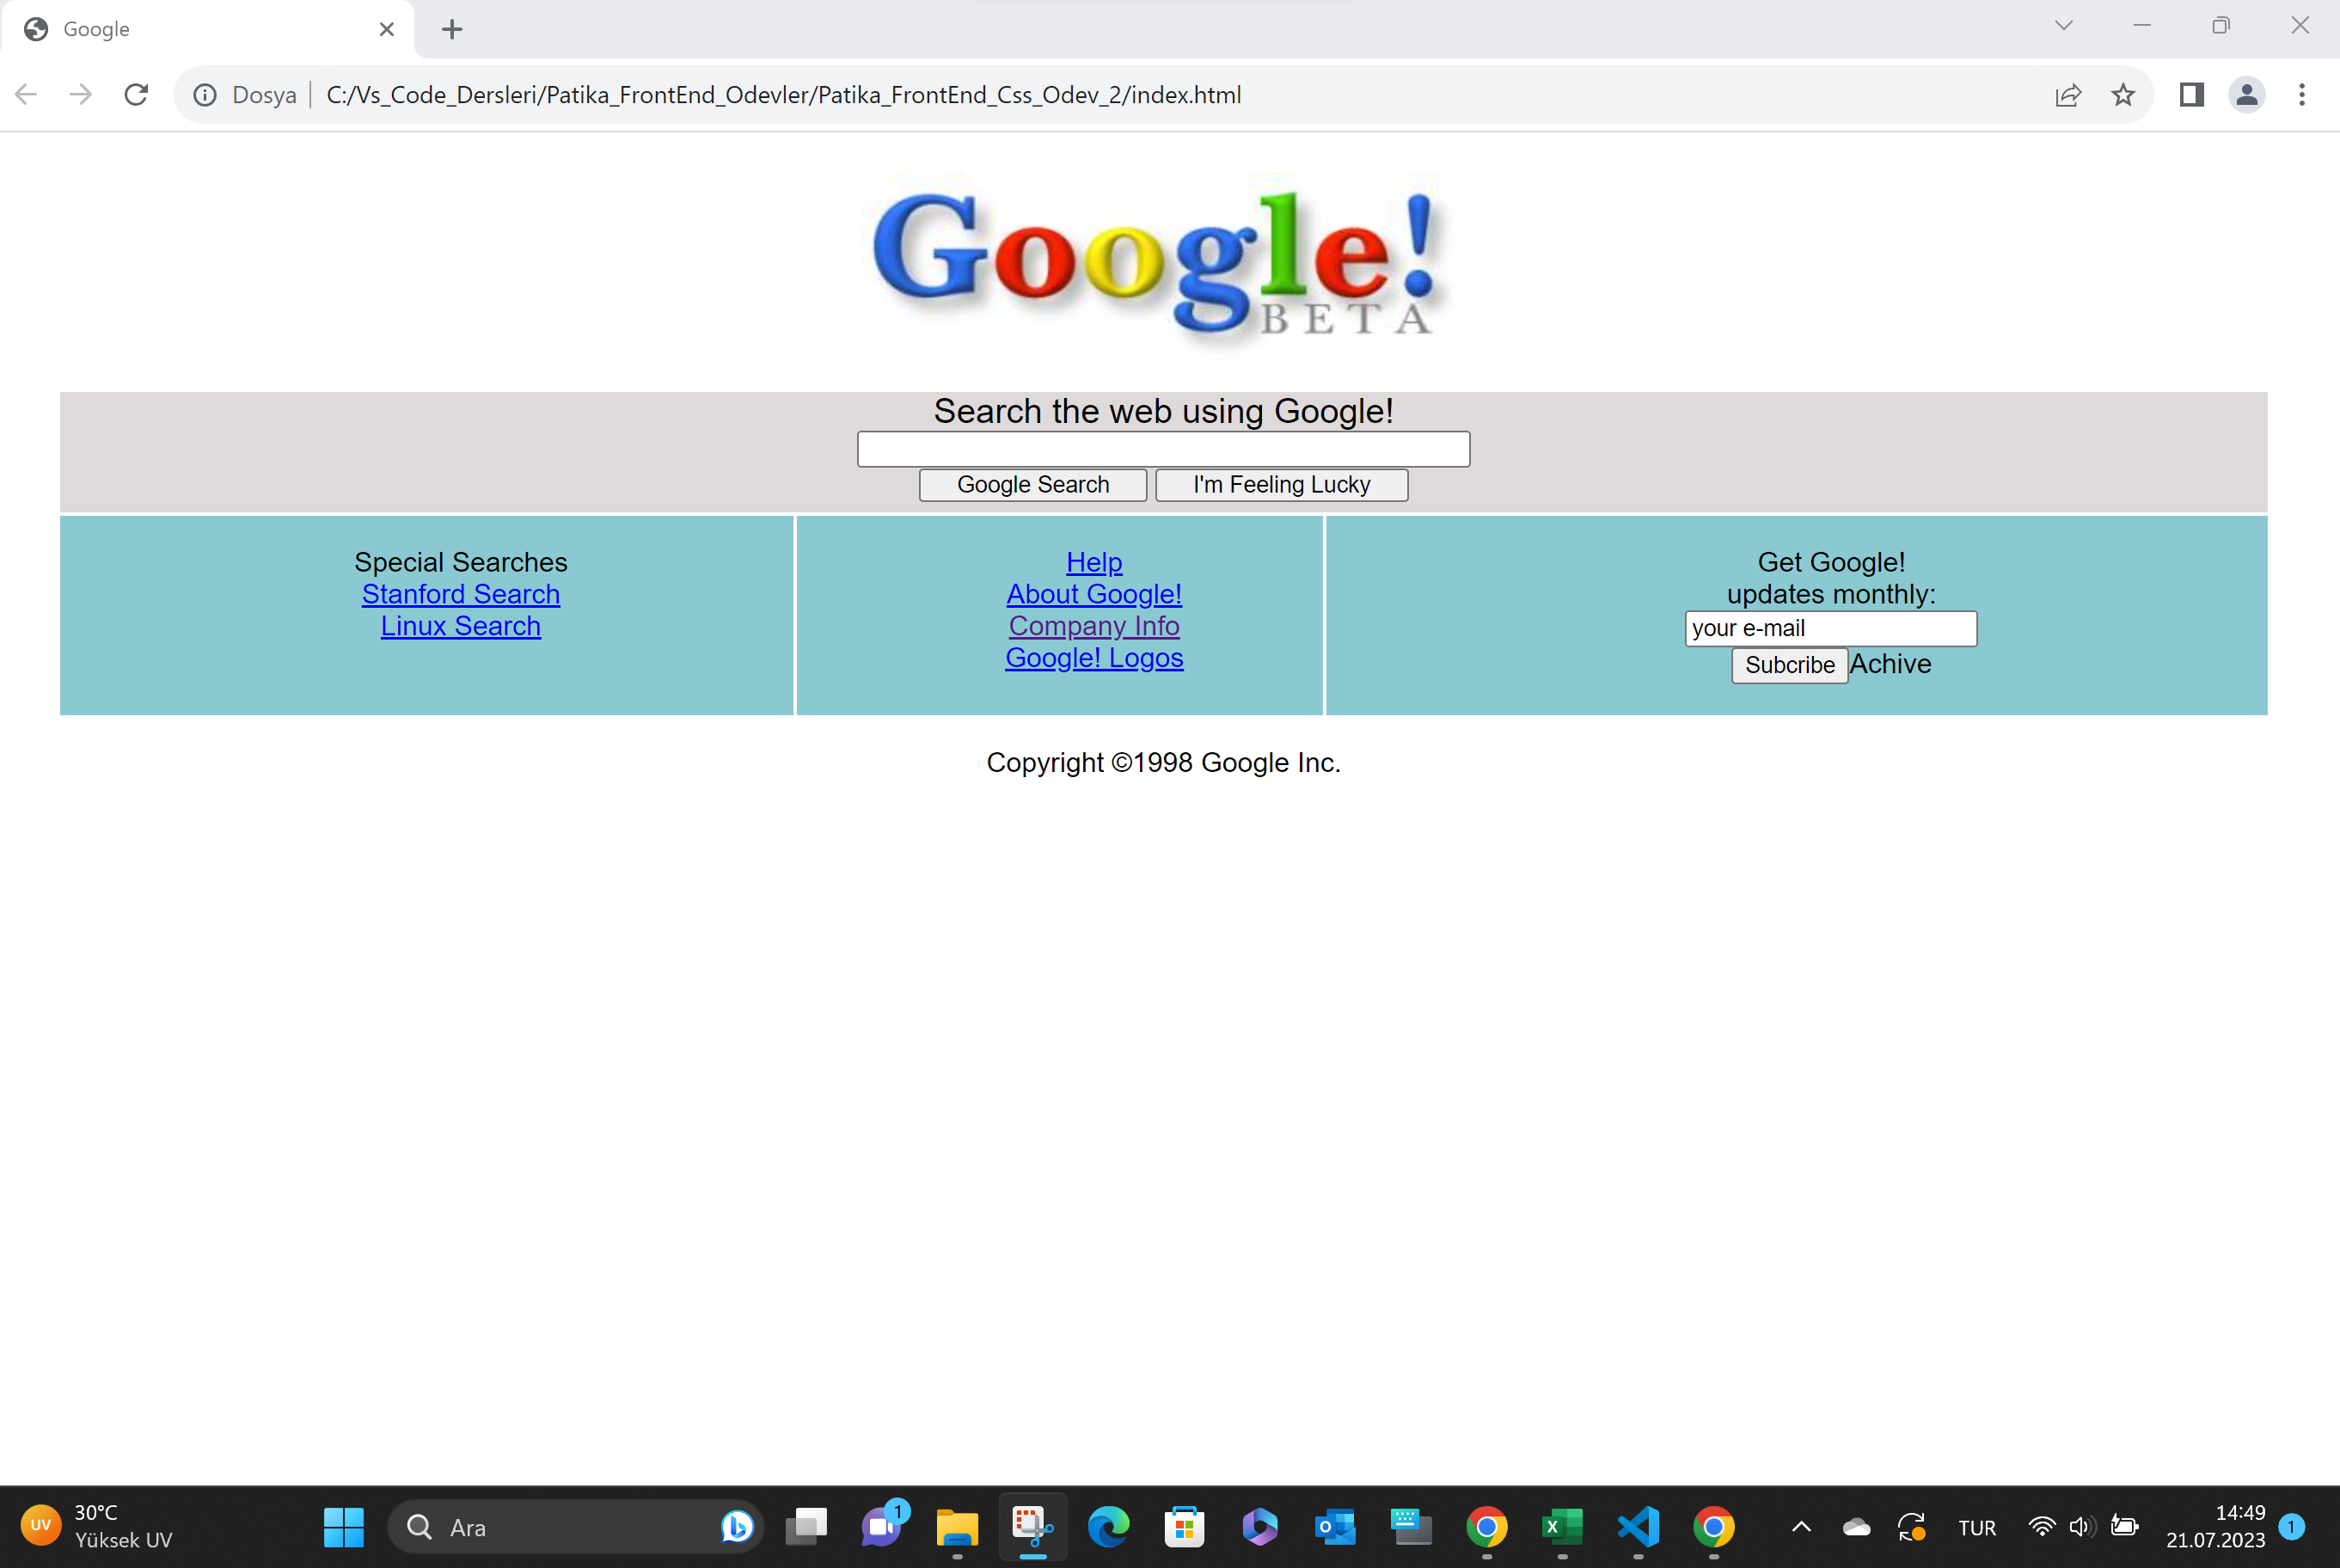 Google
Dosya
C:/Vs_Code_Dersleri/Patika_FrontEnd_Odevler/Patika_FrontEnd_Css_Odev_2/index.html
Google!
BETA
Search the web using Google!
Google Search
I'm Feeling Lucky
Special Searches
Stanford Search
Linux Search
Help
About Google!
Company Info
Google! Logos
Get Google!
updates monthly:
your e-mail
Subcribe Achive
Copyright ©1998 Google Inc.
UV
30°C
Yüksek UV
Ara
1
TUR
14:49
21.07.2023
1